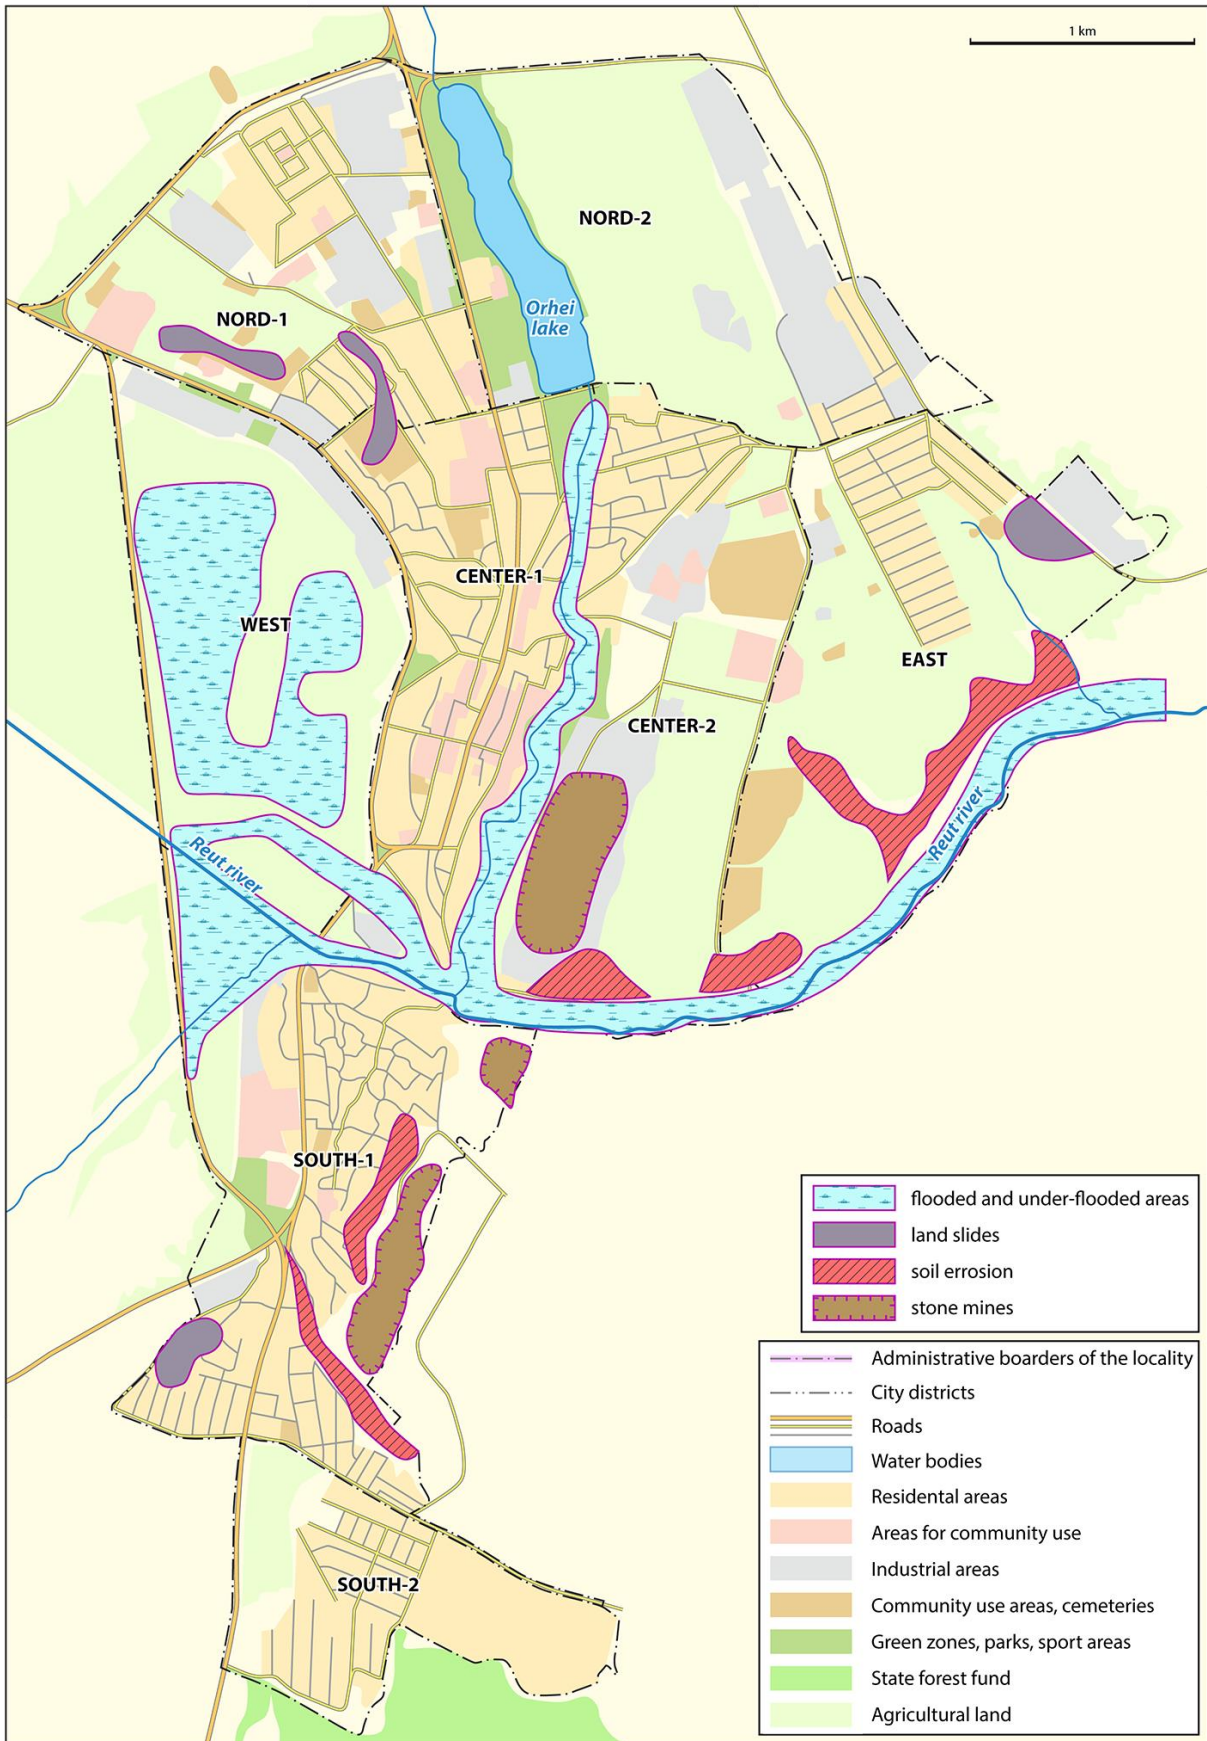 1 km
NORD-2
Orhei
lake
NORD-1
CENTER-1
WEST
EAST
CENTER-2
Reut river
Reut river
SOUTH-1
SOUTH-2
flooded and under-flooded areas
land slides
soil errosion
stone mines
Administrative boarders of the locality
City districts
Roads
Water bodies
Residental areas
Areas for community use
Industrial areas
Community use areas, cemeteries
Green zones, parks, sport areas
State forest fund
Agricultural land